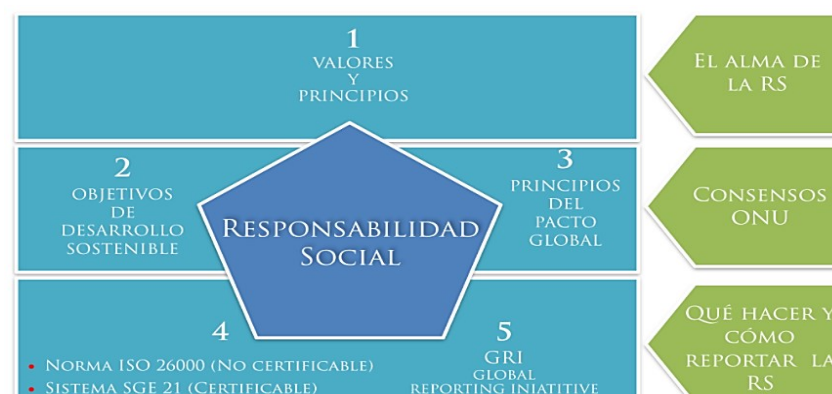 1
VALORES
Y
PRINCIPIOS
EL ALMA DE
LA RS
2
OBJETIVOS
DE
DESARROLLO
SOSTENIBLE
3
PRINCIPIOS
DEL
PACTO
GLOBAL
RESPONSABILIDAD
SOCIAL
CONSENSOS
ONU
4
• NORMA ISO 26000 (NO CERTIFICABLE)
• SISTEMA SGE 21 (CERTIFICABLE)
5
GRI
GLOBAL
REPORTING INIATITIVE
QUÉ HACER Y
CÓMO
REPORTAR LA
RS